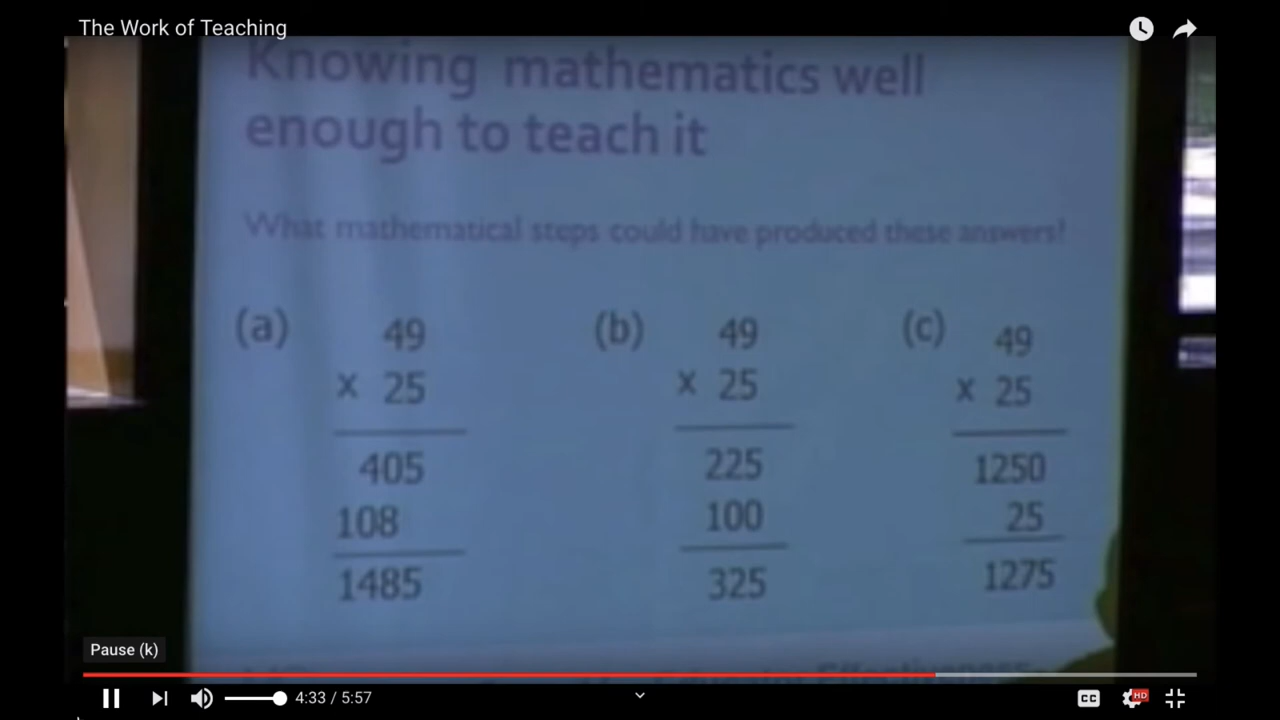 The Work of Teaching
Knowing mathematics well
enough to teach it
What mathematical steps could have produced these answers?
(a) 49 (b) 49 (c) 49
x 25 x 25 x 25
405 225 1250
108 100 25
1485 325 1275
Pause (k)
4:33 / 5:57
CC HD